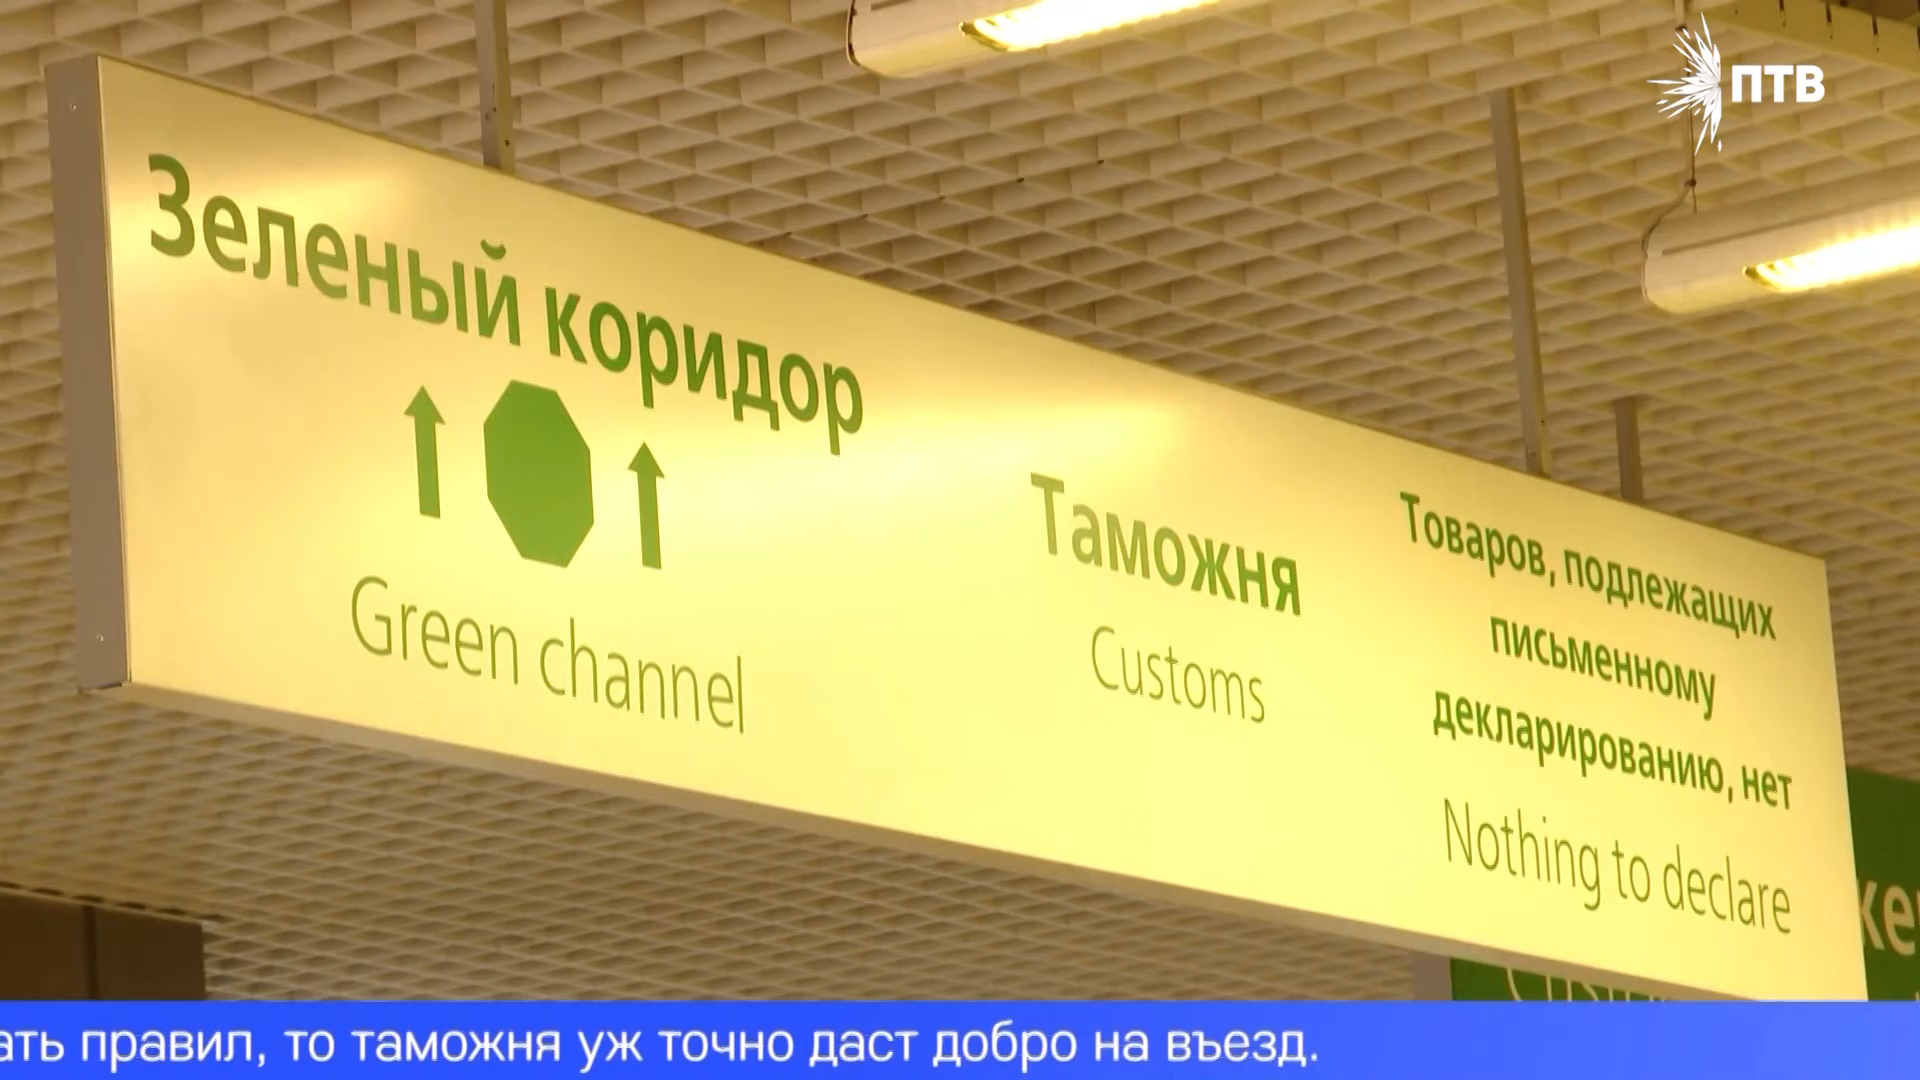 ПТВ
Зеленый коридор
Green channel
Таможня
Customs
Товаров, подлежащих
письменному
декларированию, нет
Nothing to declare
правил, то таможня уж точно даст добро на въезд.